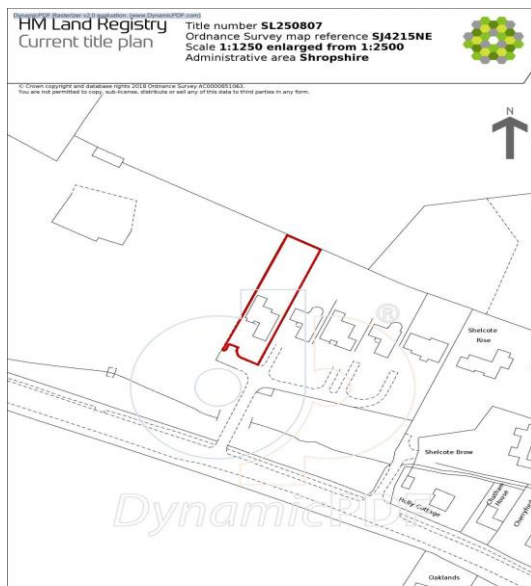 DynamicPDF Rasterizer v2.0 evaluation. (www.DynamicPDF.com)
HM Land Registry
Current title plan
Title number SL250807
Ordnance Survey map reference SJ4215NE
Scale 1:1250 enlarged from 1:2500
Administrative area Shropshire
© Crown copyright and database rights 2018 Ordnance Survey AC0000851063.
You are not permitted to copy, sub-license, distribute or sell any of this data to third parties in any form.
N
®
Shelcote
Rise
Shelcote Brow
Holly Cottage
Chatham
House
Oaklands
DynamicPDF